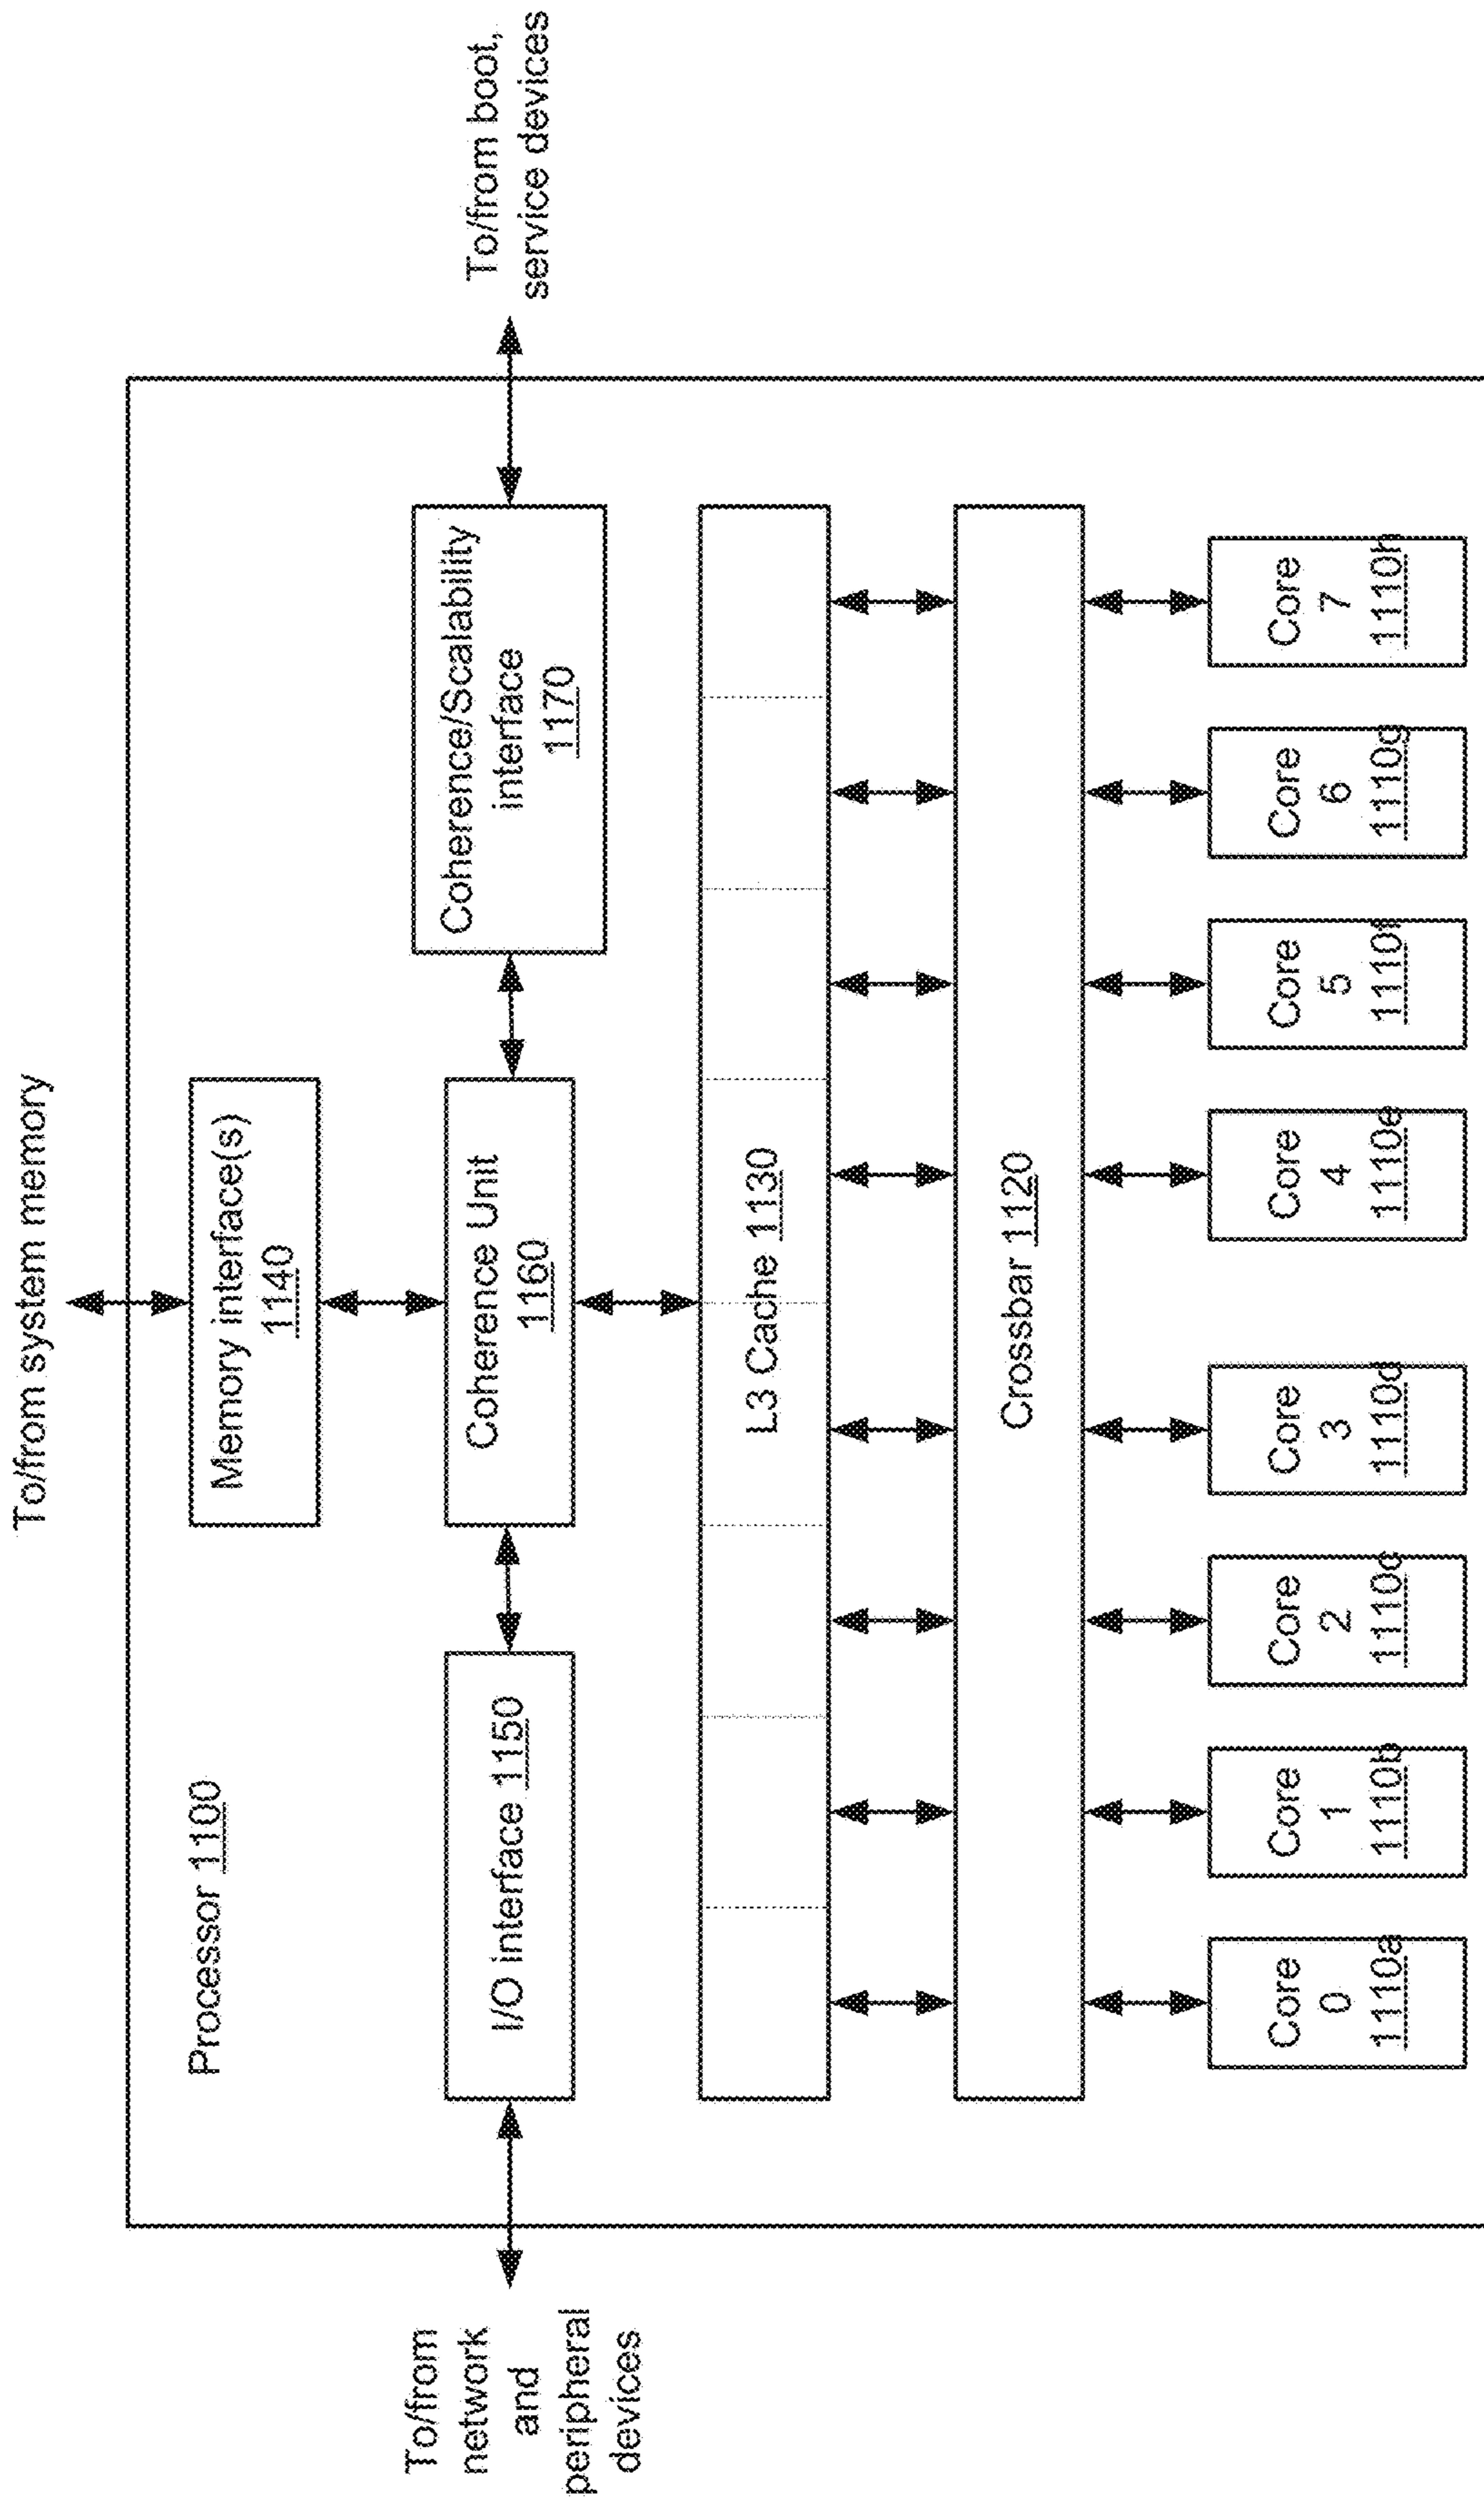 To/from system memory
Processor 1100
Memory interface(s)
1140
To/from
network
and
peripheral
devices
I/O interface 1150
Coherence Unit
1160
Coherence/Scalability
interface
1170
To/from boot,
service devices
L3 Cache 1130
Crossbar 1120
Core
0
1110a
Core
1
1110b
Core
2
1110c
Core
3
1110d
Core
4
1110e
Core
5
1110f
Core
6
1110g
Core
7
1110h